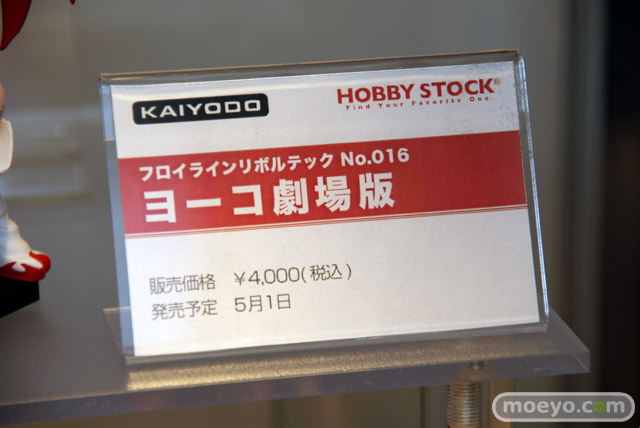 KAIYODO
HOBBY STOCK®
Find Your Favorite One
フロイラインリボルテック No.016
ヨーコ劇場版
販売価格 ¥4,000(税込)
発売予定 5月1日
moeyo.com